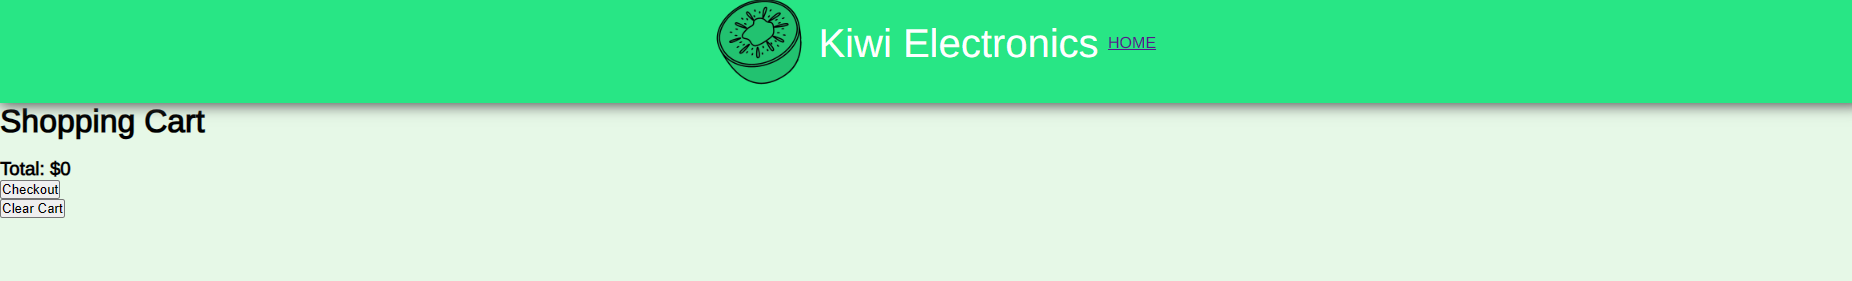 Kiwi Electronics HOME
Shopping Cart
Total: $0
Checkout
Clear Cart